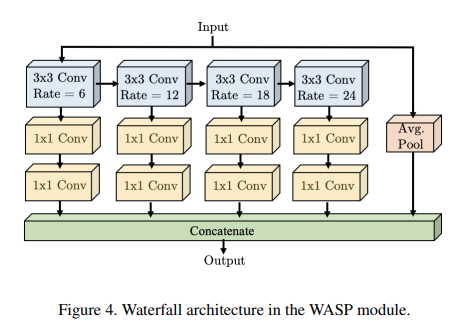 Input
3x3 Conv
Rate = 6
3x3 Conv
Rate = 12
3x3 Conv
Rate = 18
3x3 Conv
Rate = 24
1x1 Conv
1x1 Conv
1x1 Conv
1x1 Conv
Avg.
Pool
1x1 Conv
1x1 Conv
1x1 Conv
1x1 Conv
Concatenate
Output
Figure 4. Waterfall architecture in the WASP module.